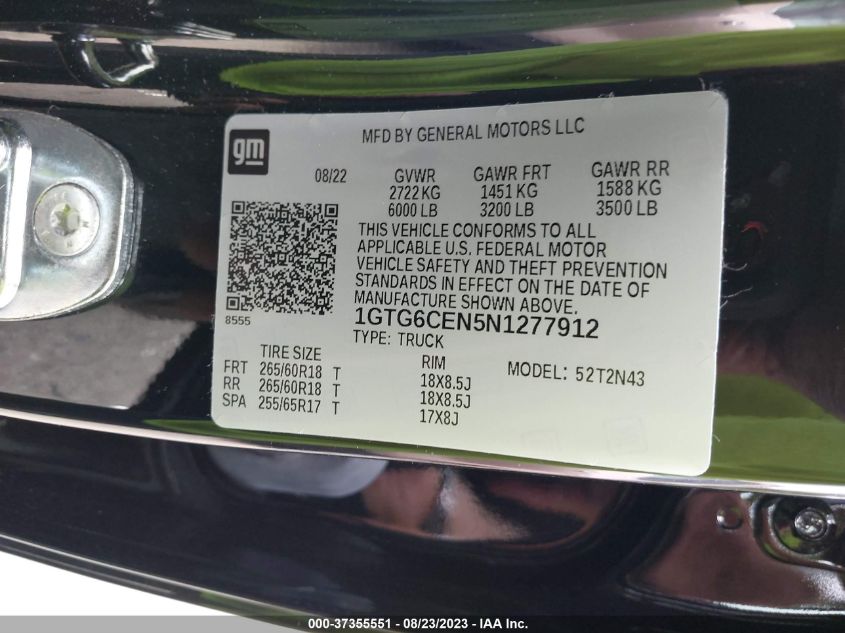 gm
MFD BY GENERAL MOTORS LLC
08/22 GVWR GAWR FRT GAWR RR
2722 KG 1451 KG 1588 KG
6000 LB 3200 LB 3500 LB
THIS VEHICLE CONFORMS TO ALL
APPLICABLE U.S. FEDERAL MOTOR
VEHICLE SAFETY AND THEFT PREVENTION
STANDARDS IN EFFECT ON THE DATE OF
MANUFACTURE SHOWN ABOVE.
8555
1GTG6CEN5N1277912
TYPE: TRUCK
TIRE SIZE RIM MODEL: 52T2N43
FRT 265/60R18 T 18X8.5J
RR 265/60R18 T 18X8.5J
SPA 255/65R17 T 17X8J
000-37355551 - 08/23/2023 - IAA Inc.